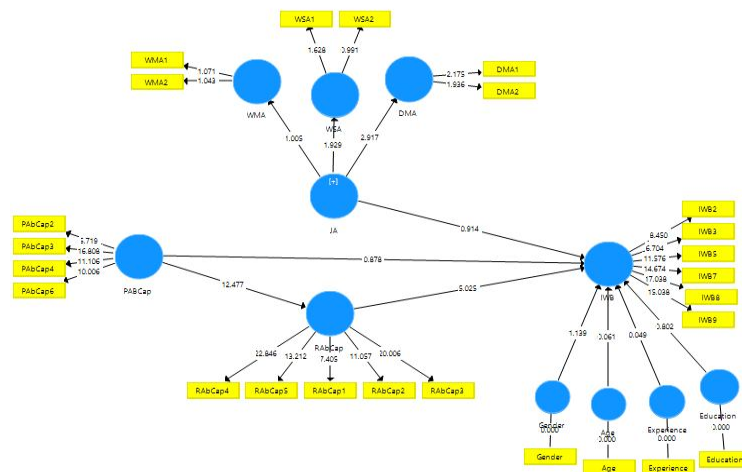 WSA1
WSA2
1.628
0.991
WMA1
WMA2
1.071
1.043
WMA
WSA
DMA
2.175
1.936
DMA1
DMA2
1.005
1.929
2.917
[+]
JA
0.914
PAbCap2
PAbCap3
PAbCap4
PAbCap6
5.719
16.808
11.106
10.006
PABCap
0.878
12.477
5.025
RAbCap
IWB
8.450
6.704
11.576
14.674
17.038
15.038
IWB2
IWB3
IWB5
IWB7
IWB8
IWB9
22.846
13.212
7.405
11.057
20.006
RAbCap4
RAbCap5
RAbCap1
RAbCap2
RAbCap3
1.139
0.061
0.049
0.802
Gender
Age
Experience
Education
0.000
0.000
0.000
0.000
Gender
Age
Experience
Education